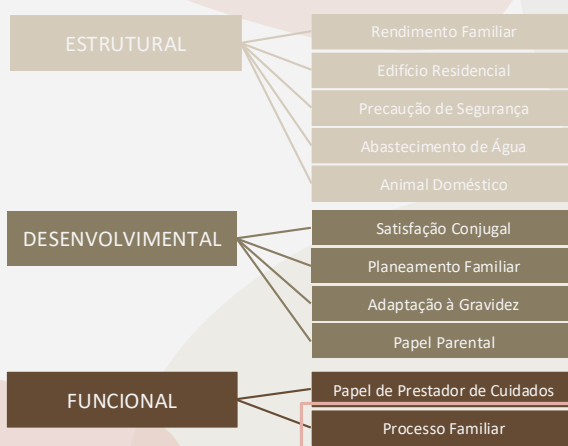 ESTRUTURAL
Rendimento Familiar
Edifício Residencial
Precaução de Segurança
Abastecimento de Água
Animal Doméstico
DESENVOLVIMENTAL
Satisfação Conjugal
Planeamento Familiar
Adaptação à Gravidez
Papel Parental
FUNCIONAL
Papel de Prestador de Cuidados
Processo Familiar